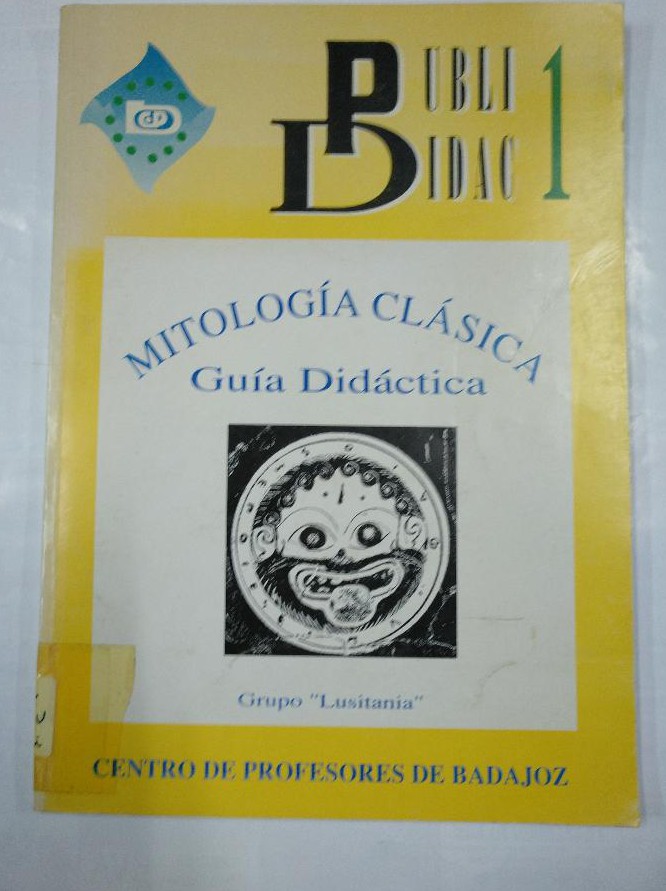 PUBLI
DIDAC 1
MITOLOGÍA CLÁSICA
Guía Didáctica
Grupo "Lusitania"
CENTRO DE PROFESORES DE BADAJOZ